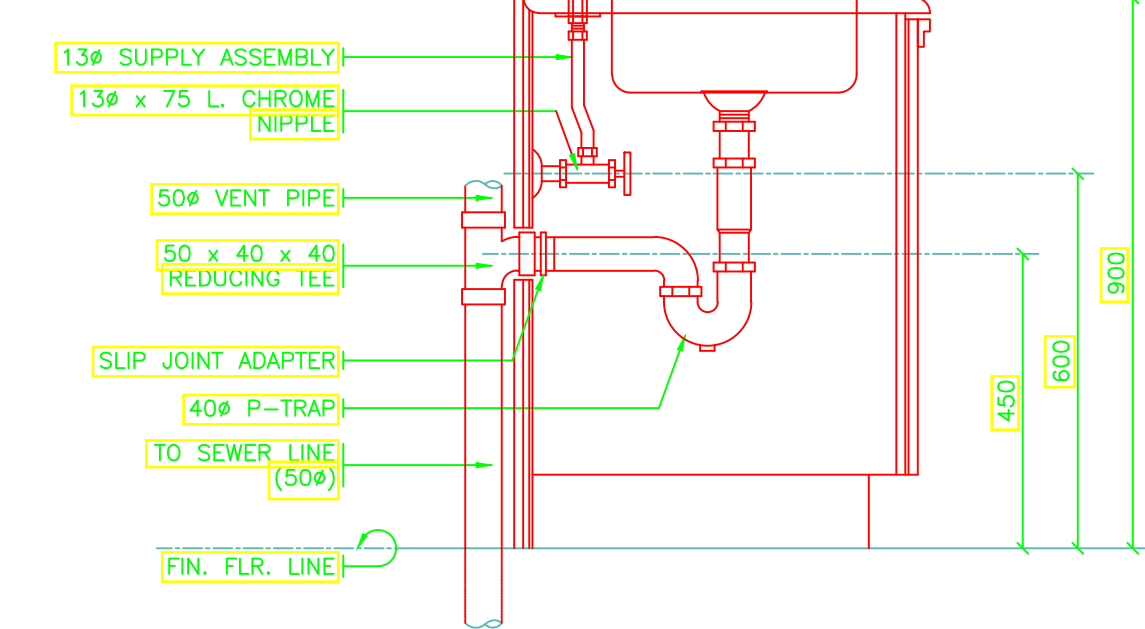 13ø SUPPLY ASSEMBLY
13ø x 75 L. CHROME
NIPPLE
50ø VENT PIPE
50 x 40 x 40
REDUCING TEE
SLIP JOINT ADAPTER
40ø P-TRAP
TO SEWER LINE
(50ø)
FIN. FLR. LINE
450
600
900